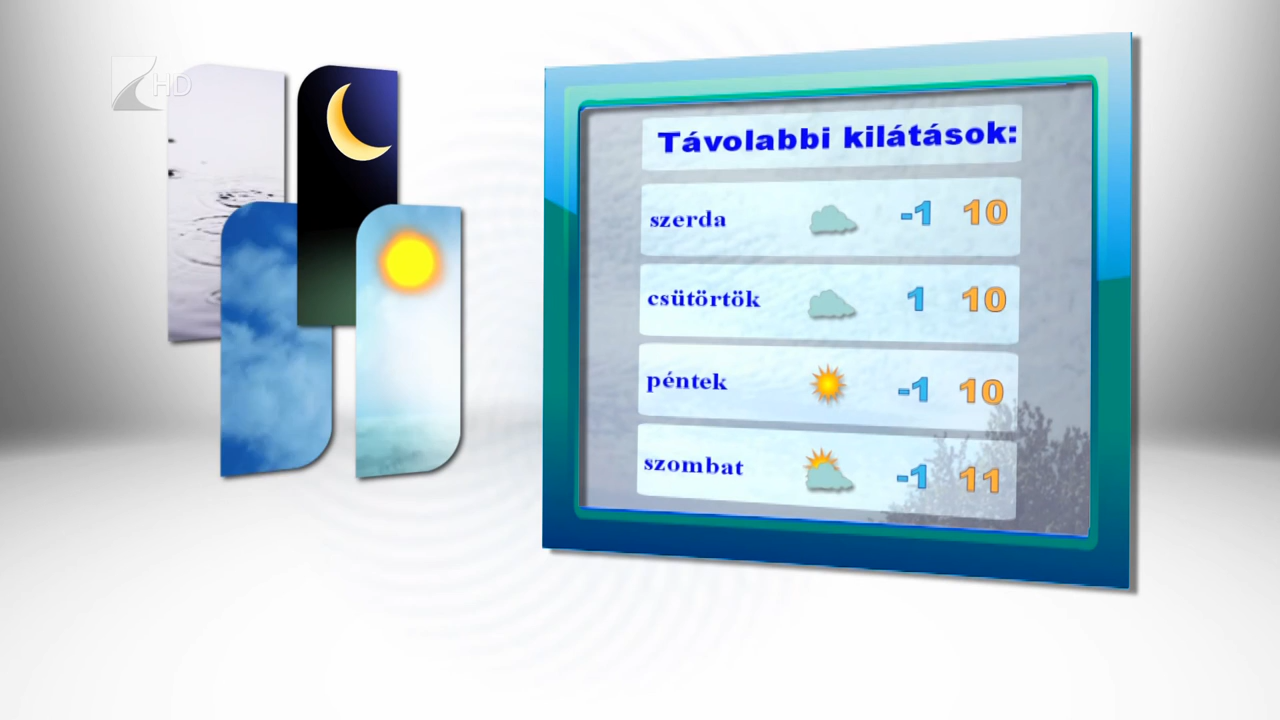 HD
Távolabbi kilátások:
szerda -1 10
csütörtök 1 10
péntek -1 10
szombat -1 11